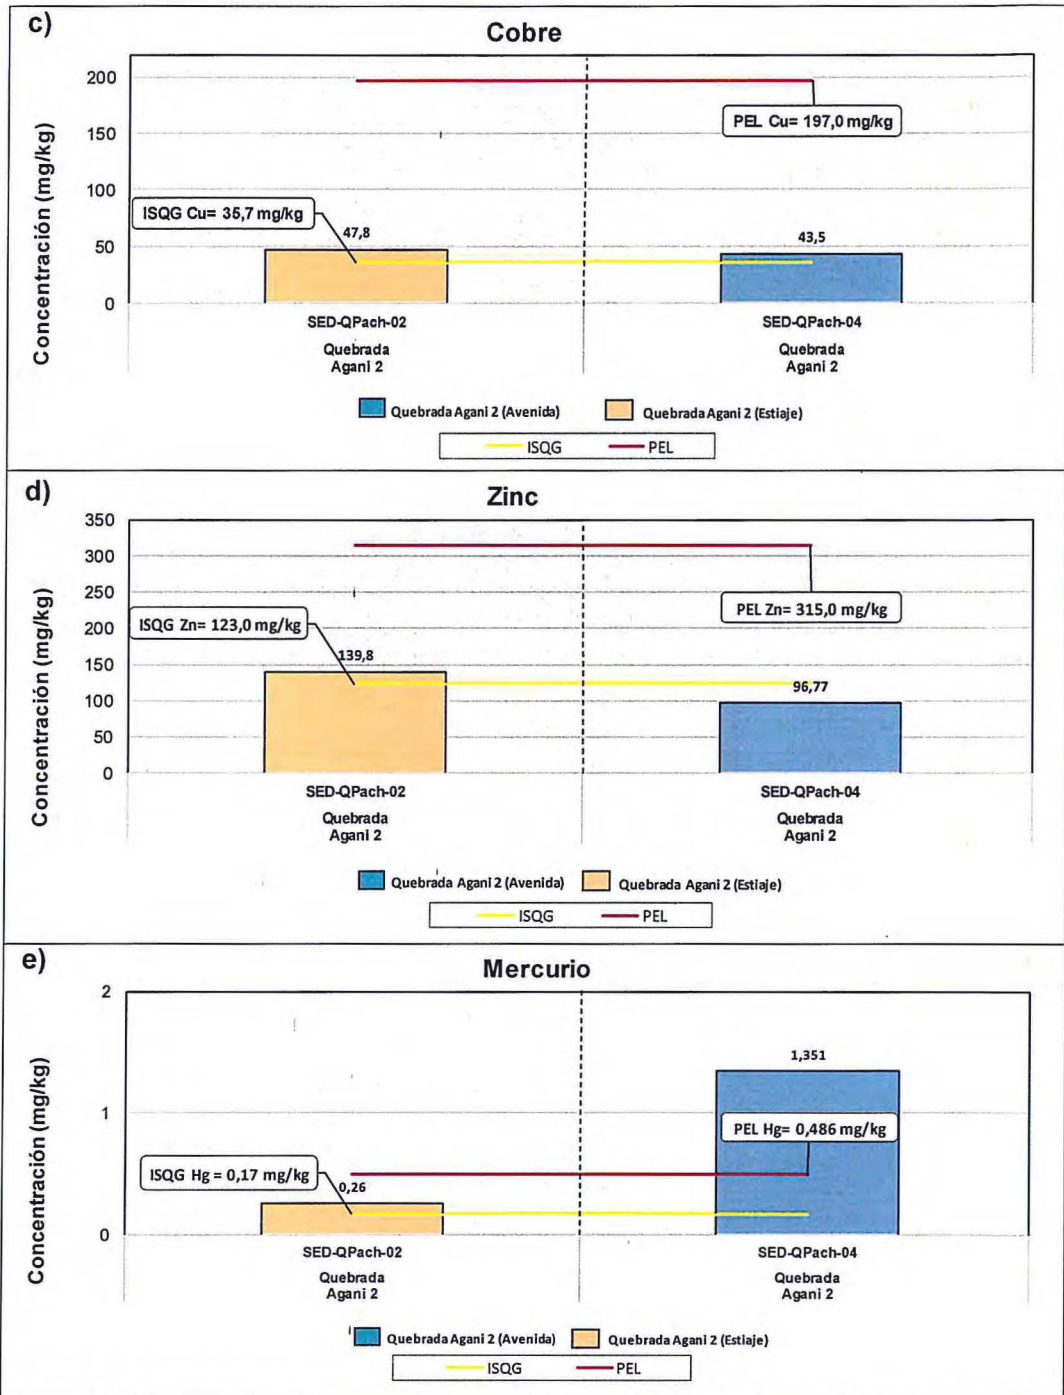 c)
Cobre
Concentración (mg/kg)
200
150
100
50
0
PEL Cu= 197,0 mg/kg
ISQG Cu= 35,7 mg/kg
47,8
43,5
SED-QPach-02
SED-QPach-04
Quebrada
Agani 2
Quebrada
Agani 2
Quebrada Agani 2 (Avenida)
Quebrada Agani 2 (Estiaje)
ISQG
PEL
d)
Zinc
Concentración (mg/kg)
350
300
250
200
150
100
50
0
PEL Zn= 315,0 mg/kg
ISQG Zn= 123,0 mg/kg
139,8
96,77
SED-QPach-02
SED-QPach-04
Quebrada
Agani 2
Quebrada
Agani 2
Quebrada Agani 2 (Avenida)
Quebrada Agani 2 (Estiaje)
ISQG
PEL
e)
Mercurio
Concentración (mg/kg)
2
1
0
1,351
PEL Hg= 0,486 mg/kg
ISQG Hg = 0,17 mg/kg
0,26
SED-QPach-02
SED-QPach-04
Quebrada
Agani 2
Quebrada
Agani 2
Quebrada Agani 2 (Avenida)
Quebrada Agani 2 (Estiaje)
ISQG
PEL